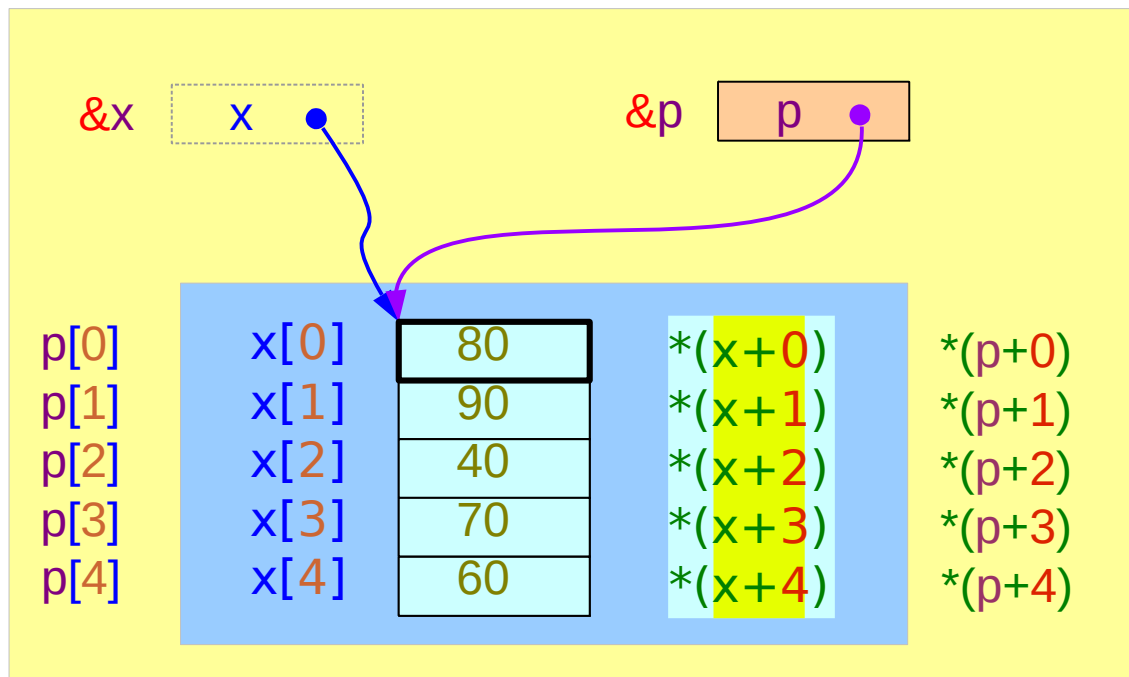 &x x &p p
p[0] x[0] 80 *(x+0) *(p+0)
p[1] x[1] 90 *(x+1) *(p+1)
p[2] x[2] 40 *(x+2) *(p+2)
p[3] x[3] 70 *(x+3) *(p+3)
p[4] x[4] 60 *(x+4) *(p+4)